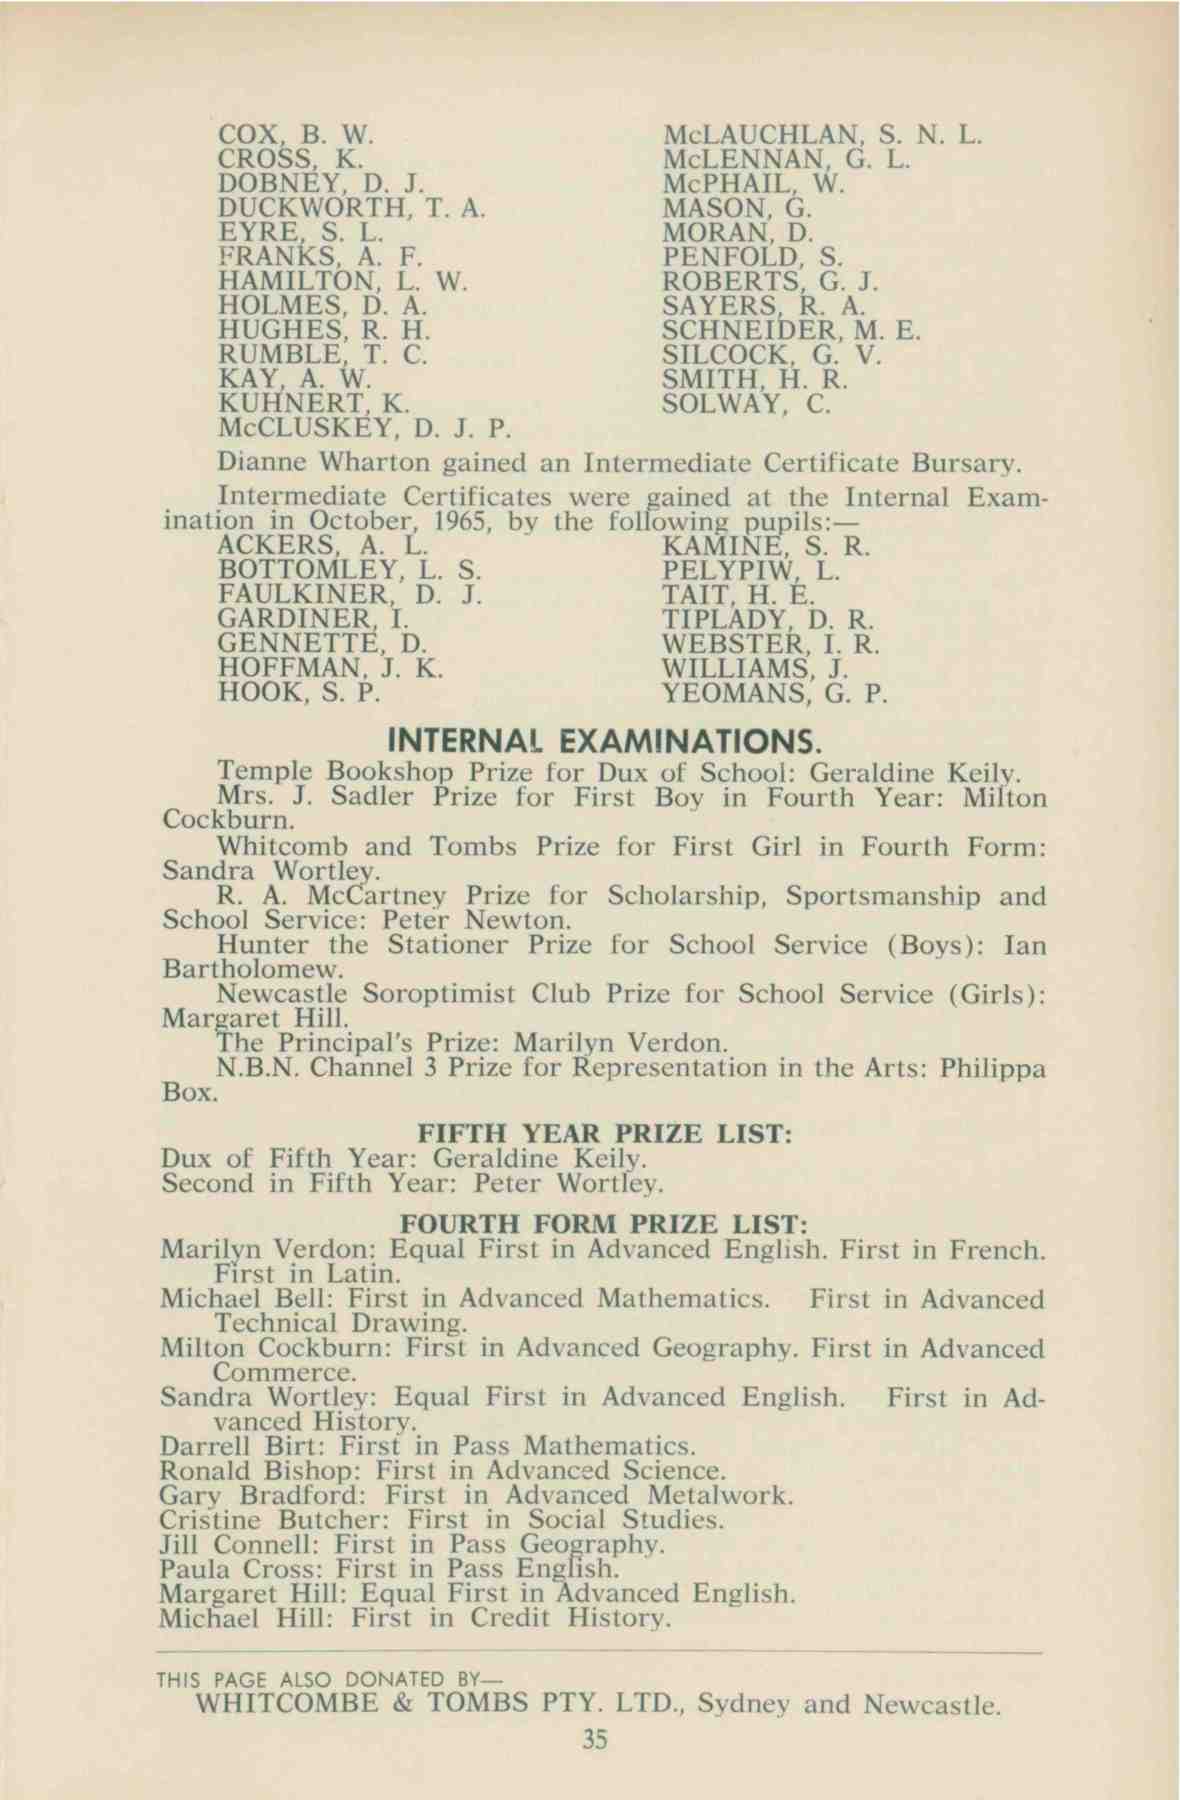 COX, B. W.
CROSS, K.
DOBNEY, D. J.
DUCKWORTH, T. A.
EYRE, S. L.
FRANKS, A. F.
HAMILTON, L. W.
HOLMES, D. A.
HUGHES, R. H.
RUMBLE, T. C.
KAY, A. W.
KUHNERT, K.
McCLUSKEY, D. J. P.
McLAUCHLAN, S. N. L.
McLENNAN, G. L.
McPHAIL, W.
MASON, G.
MORAN, D.
PENFOLD, S.
ROBERTS, G. J.
SAYERS, R. A.
SCHNEIDER, M. E.
SILCOCK, G. V.
SMITH, H. R.
SOLWAY, C.
Dianne Wharton gained an Intermediate Certificate Bursary.
Intermediate Certificates were gained at the Internal Exam-
ination in October, 1965, by the following pupils:—
ACKERS, A. L.
BOTTOMLEY, L. S.
FAULKINER, D. J.
GARDINER, I.
GENNETTE, D.
HOFFMAN, J. K.
HOOK, S. P.
KAMINE, S. R.
PELYPIW, L.
TAIT, H. E.
TIPLADY, D. R.
WEBSTER, I. R.
WILLIAMS, J.
YEOMANS, G. P.
INTERNAL EXAMINATIONS.
Temple Bookshop Prize for Dux of School: Geraldine Keily.
Mrs. J. Sadler Prize for First Boy in Fourth Year: Milton
Cockburn.
Whitcomb and Tombs Prize for First Girl in Fourth Form:
Sandra Wortley.
R. A. McCartney Prize for Scholarship, Sportsmanship and
School Service: Peter Newton.
Hunter the Stationer Prize for School Service (Boys): Ian
Bartholomew.
Newcastle Soroptimist Club Prize for School Service (Girls):
Margaret Hill.
The Principal's Prize: Marilyn Verdon.
N.B.N. Channel 3 Prize for Representation in the Arts: Philippa
Box.
FIFTH YEAR PRIZE LIST:
Dux of Fifth Year: Geraldine Keily.
Second in Fifth Year: Peter Wortley.
FOURTH FORM PRIZE LIST:
Marilyn Verdon: Equal First in Advanced English. First in French.
First in Latin.
Michael Bell: First in Advanced Mathematics. First in Advanced
Technical Drawing.
Milton Cockburn: First in Advanced Geography. First in Advanced
Commerce.
Sandra Wortley: Equal First in Advanced English. First in Ad-
vanced History.
Darrell Birt: First in Pass Mathematics.
Ronald Bishop: First in Advanced Science.
Gary Bradford: First in Advanced Metalwork.
Cristine Butcher: First in Social Studies.
Jill Connell: First in Pass Geography.
Paula Cross: First in Pass English.
Margaret Hill: Equal First in Advanced English.
Michael Hill: First in Credit History.
THIS PAGE ALSO DONATED BY—
WHITCOMBE & TOMBS PTY. LTD., Sydney and Newcastle.
35